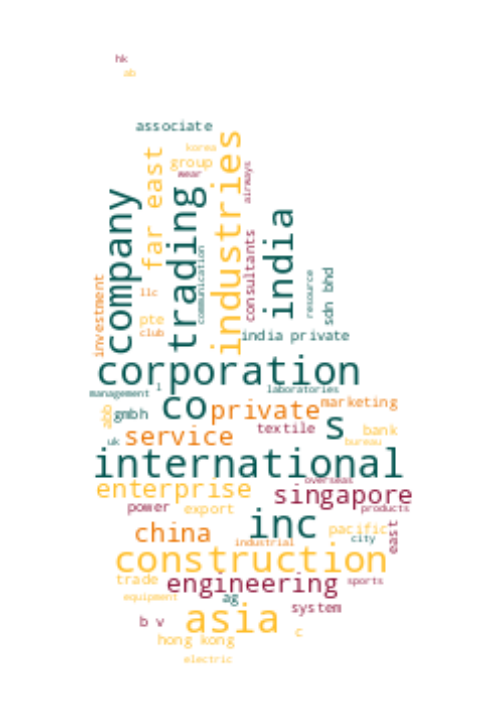 hk
ab
associate
korea
group
wear
far east
industries
airways
company
trading
communication
india
consultants
investment
llc
resource
sdn bhd
pte
club
india private
corporation
management
l
laboratories
abb
gmbh
co
private
marketing
s
textile
bank
uk
service
bureau
international
overseas
enterprise
singapore
power
export
products
inc
pacific
east
china
industrial
city
construction
trade
engineering
sports
equipment
ag
system
asia
b v
c
hong kong
electric